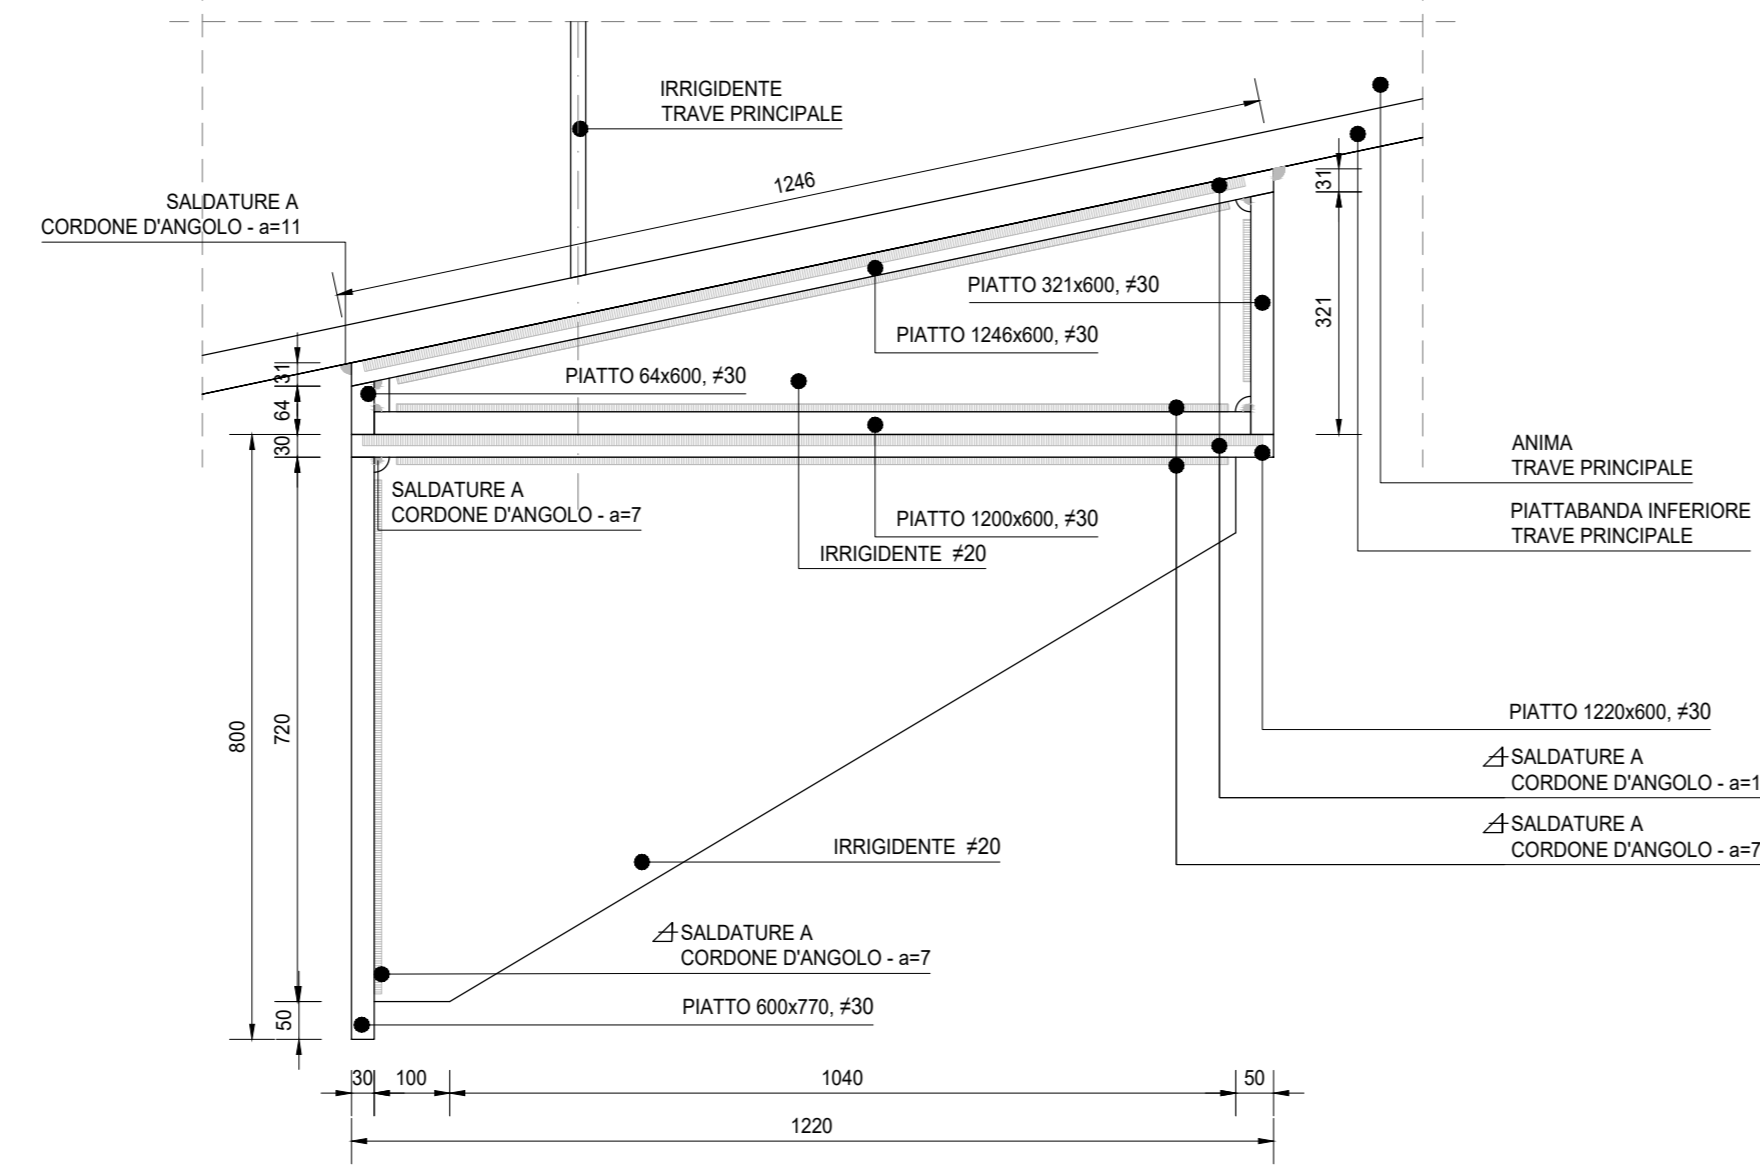 IRRIGIDENTE
TRAVE PRINCIPALE
1246
SALDATURE A
CORDONE D'ANGOLO - a=11
31
321
PIATTO 321x600, ≠30
PIATTO 1246x600, ≠30
PIATTO 64x600, ≠30
31
64
30
ANIMA
TRAVE PRINCIPALE
SALDATURE A
CORDONE D'ANGOLO - a=7
PIATTO 1200x600, ≠30
IRRIGIDENTE ≠20
PIATTABANDA INFERIORE
TRAVE PRINCIPALE
800
720
PIATTO 1220x600, ≠30
SALDATURE A
CORDONE D'ANGOLO - a=1
SALDATURE A
CORDONE D'ANGOLO - a=7
IRRIGIDENTE ≠20
SALDATURE A
CORDONE D'ANGOLO - a=7
PIATTO 600x770, ≠30
50
30
100
1040
50
1220